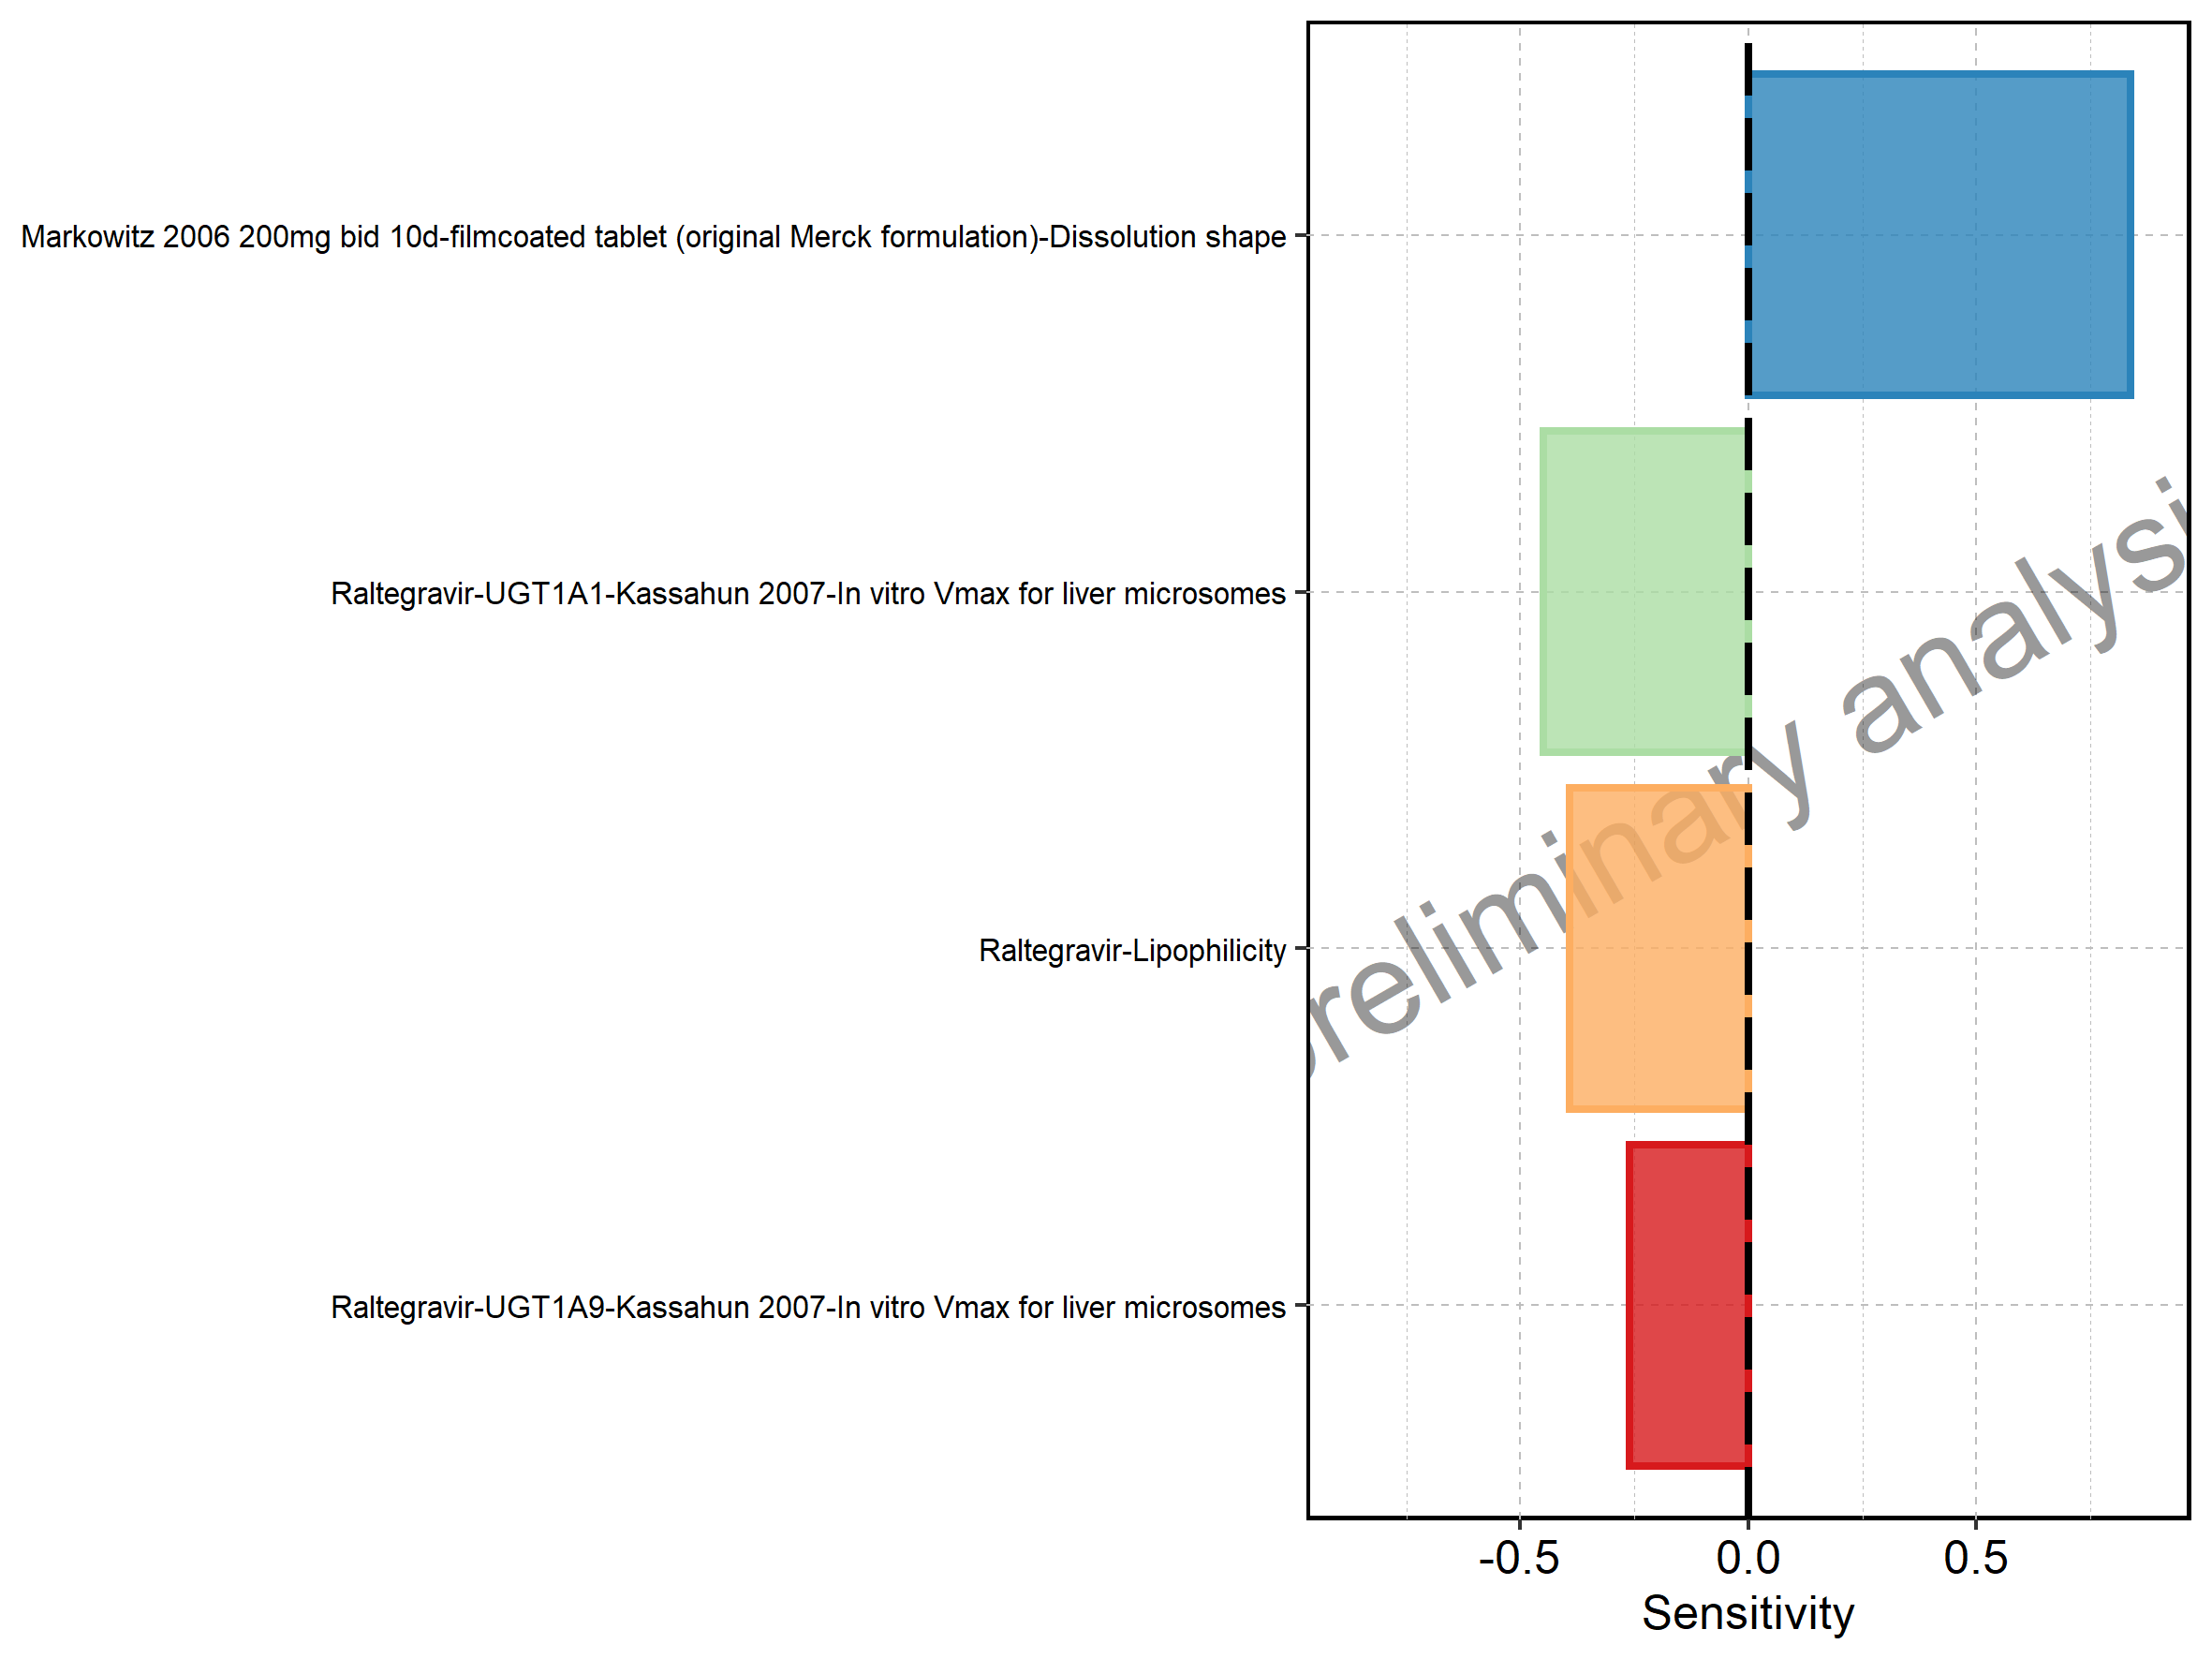 Markowitz 2006 200mg bid 10d-filmcoated tablet (original Merck formulation)-Dissolution shape
Raltegravir-UGT1A1-Kassahun 2007-In vitro Vmax for liver microsomes
preliminary analysi
Raltegravir-Lipophilicity
Raltegravir-UGT1A9-Kassahun 2007-In vitro Vmax for liver microsomes
-0.5 0.0 0.5
Sensitivity